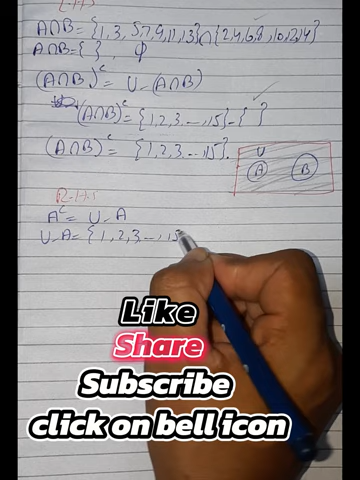 L-H-S
A∩B={1,3,5,7,9,11,13}∩{2,4,6,8,10,12,14}
A∩B={ }, ϕ
(A∩B)ᶜ= U-(A∩B)
(A∩B)ᶜ={1,2,3.--,15}-{ }
(A∩B)ᶜ = {1,2,3.--,15}.
U
A B
R-H-S
Aᶜ= U-A
U-A={1,2,3--,15
Like
Share
Subscribe
click on bell icon